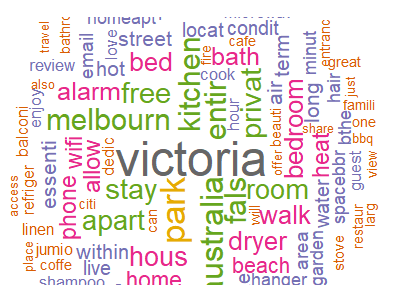 travel
bathro
homeapt
locat
condit
entranc
email
love
street
fire
cafe
term
minut
review
hot
bed
cook
bath
air
hair
great
also
enjoy
alarm
free
kitchen
entir
hour
privat
beauti
long
just
famili
melbourn
share
one
bbq
balconi
wifi
allow
dedic
victoria
offer
bedroom
heat
bthe
guest
view
essenti
phone
stay
park
australia
falls
room
will
water
spacebbr
access
refriger
citi
apart
can
walk
restaur
larg
linen
place
jumio
coffe
within
live
hous
dryer
area
garden
stove
home
beach
shampoo
e
hanger